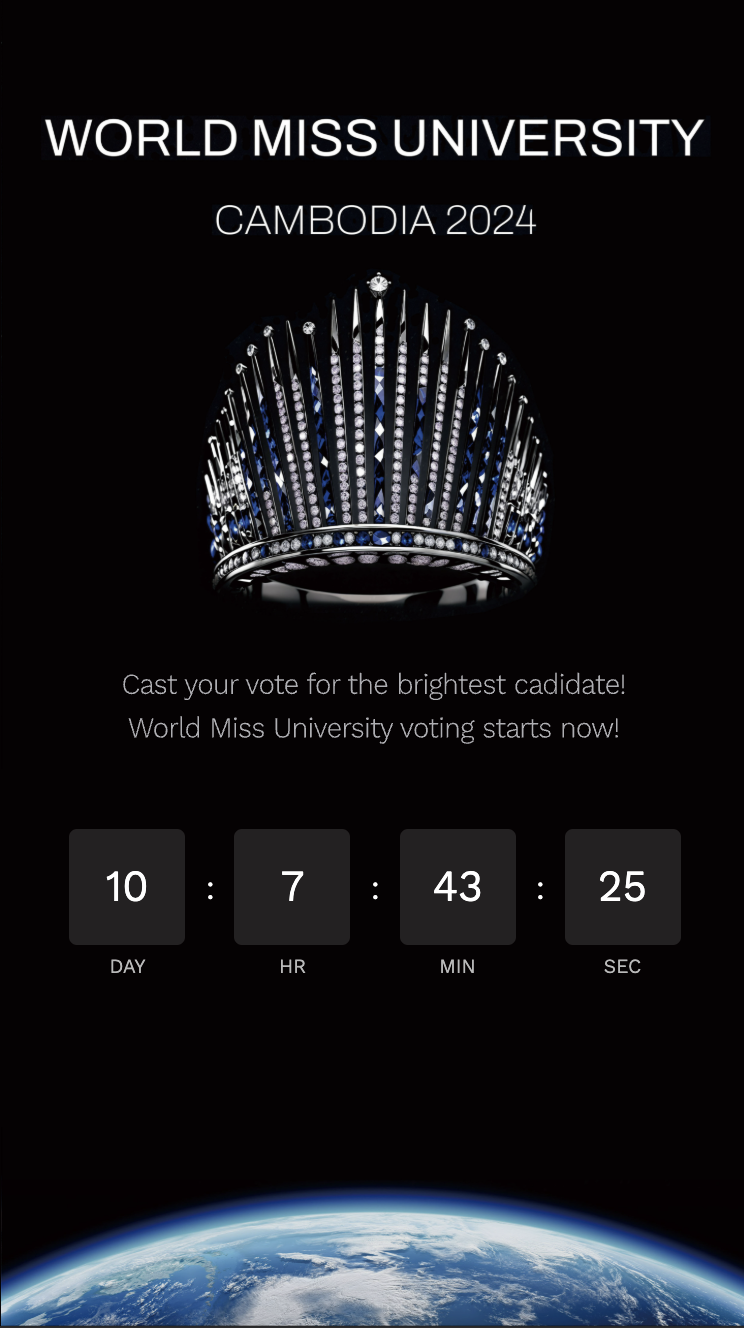 WORLD MISS UNIVERSITY
CAMBODIA 2024
Cast your vote for the brightest cadidate!
World Miss University voting starts now!
10 : 7 : 43 : 25
DAY HR MIN SEC